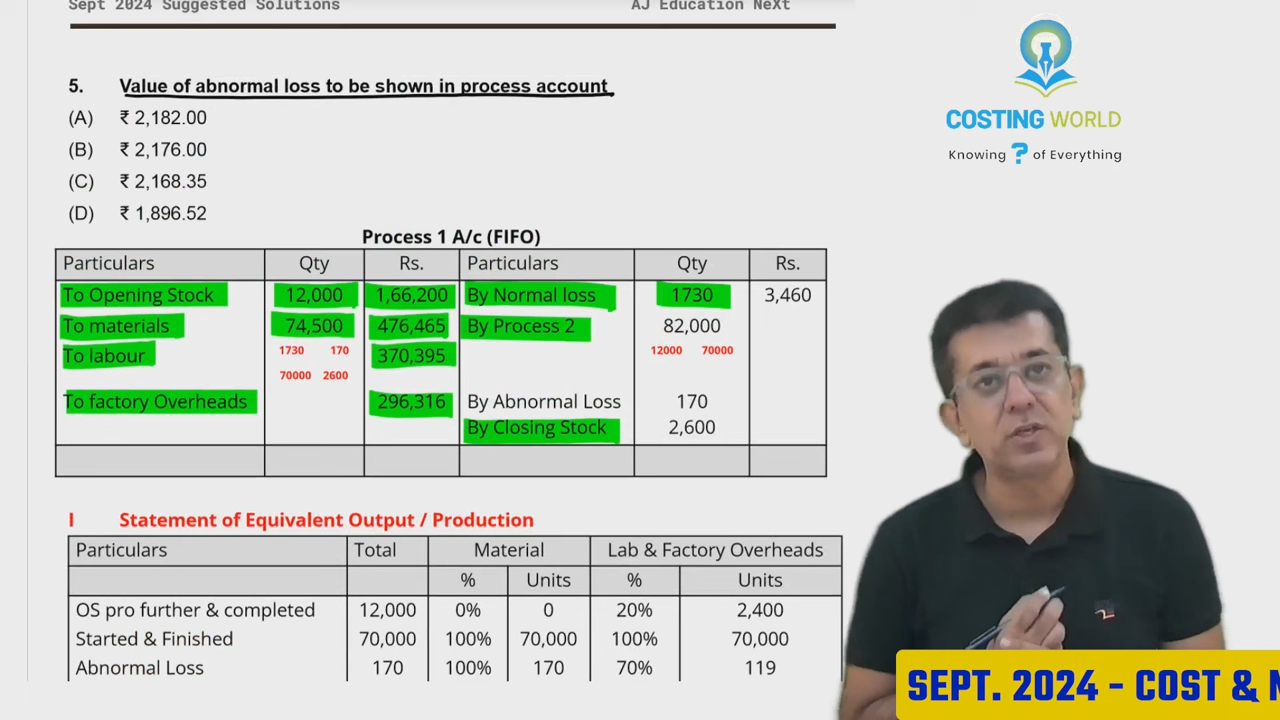 Sept 2024 Suggested Solutions AJ Education NeXt
COSTING WORLD
Knowing ? of Everything
5. Value of abnormal loss to be shown in process account
(A) ₹ 2,182.00
(B) ₹ 2,176.00
(C) ₹ 2,168.35
(D) ₹ 1,896.52
Process 1 A/c (FIFO)
Particulars Qty Rs. Particulars Qty Rs.
To Opening Stock 12,000 1,66,200 By Normal loss 1730 3,460
To materials 74,500 476,465 By Process 2 82,000
To labour 1730 170 370,395 12000 70000
70000 2600
To factory Overheads 296,316 By Abnormal Loss 170
By Closing Stock 2,600
I Statement of Equivalent Output / Production
Particulars Total Material Lab & Factory Overheads
% Units % Units
OS pro further & completed 12,000 0% 0 20% 2,400
Started & Finished 70,000 100% 70,000 100% 70,000
Abnormal Loss 170 100% 170 70% 119
SEPT. 2024 - COST &